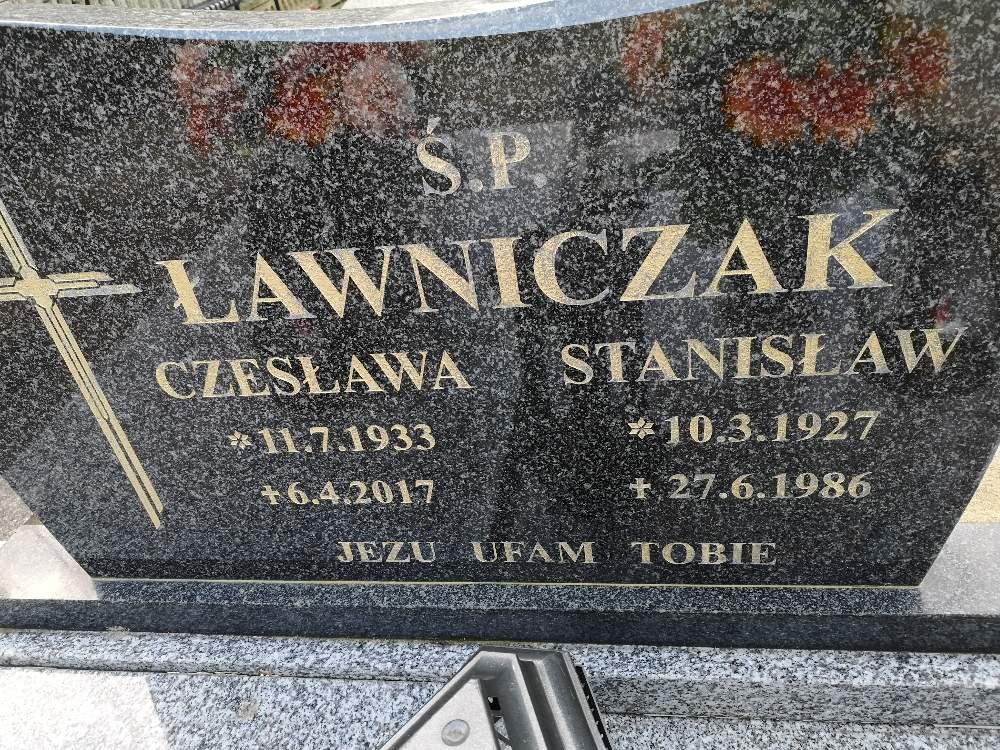 Ś.P.
ŁAWNICZAK
CZESŁAWA STANISŁAW
*11.7.1933 *10.3.1927
+6.4.2017 +27.6.1986
JEZU UFAM TOBIE